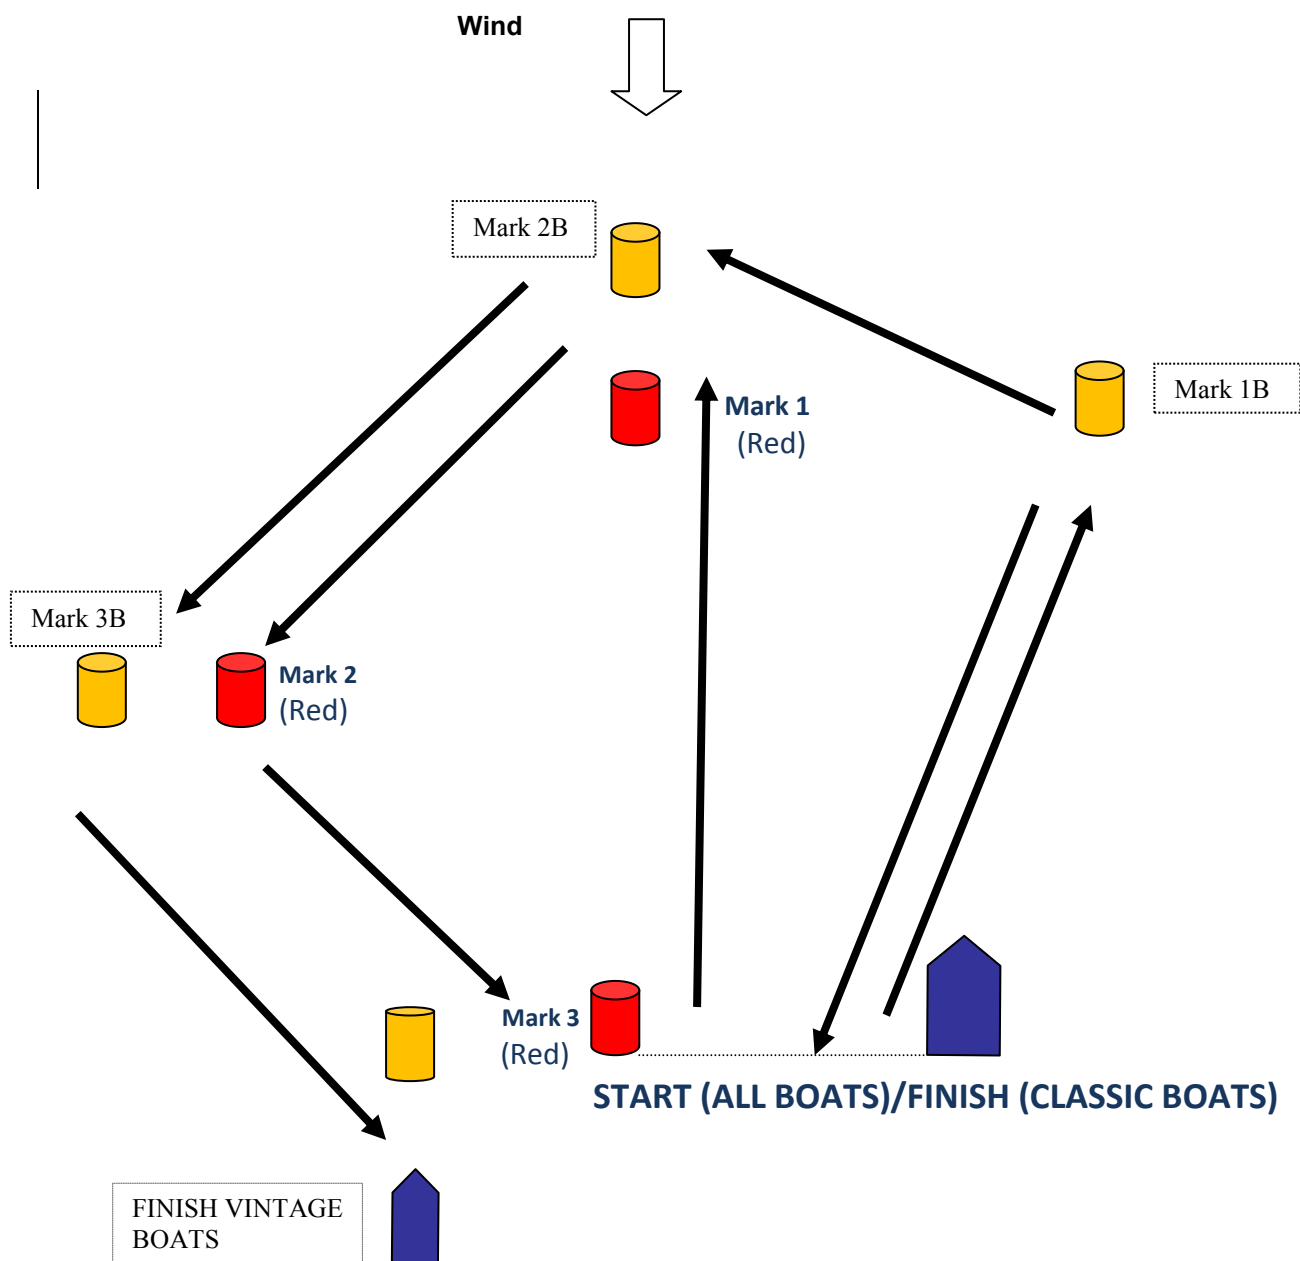 Wind
Mark 2B
Mark 1
(Red)
Mark 1B
Mark 3B
Mark 2
(Red)
Mark 3
(Red)
START (ALL BOATS)/FINISH (CLASSIC BOATS)
FINISH VINTAGE
BOATS